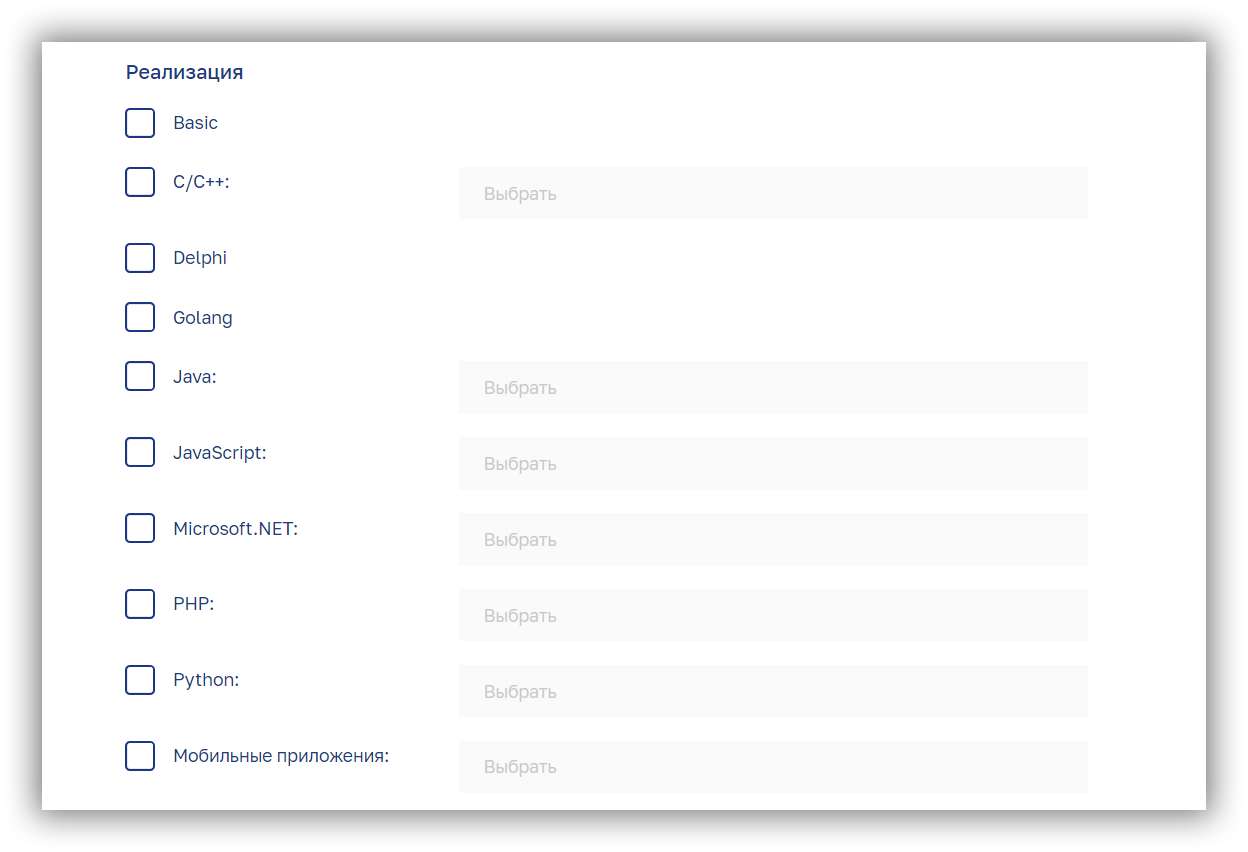 Реализация
Basic
C/C++:
Выбрать
Delphi
Golang
Java:
Выбрать
JavaScript:
Выбрать
Microsoft.NET:
Выбрать
PHP:
Выбрать
Python:
Выбрать
Мобильные приложения:
Выбрать